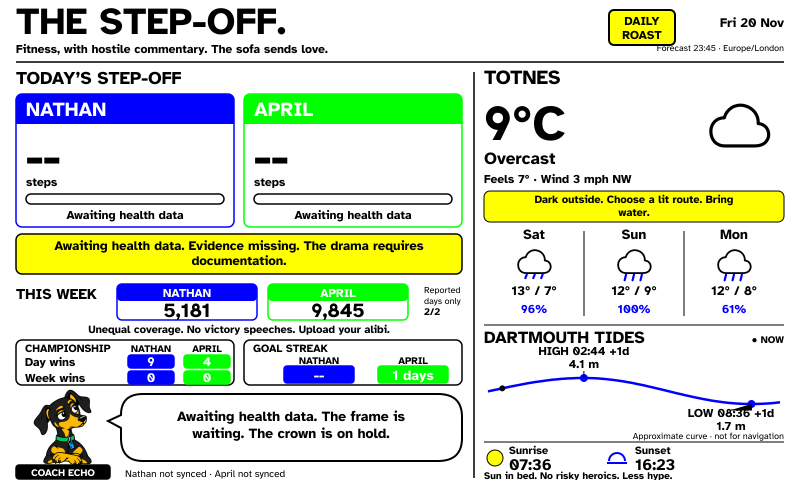 THE STEP-OFF.
Fitness, with hostile commentary. The sofa sends love.
DAILY
ROAST
Fri 20 Nov
Forecast 23:45 · Europe/London
TODAY'S STEP-OFF
NATHAN
--
steps
Awaiting health data
APRIL
--
steps
Awaiting health data
Awaiting health data. Evidence missing. The drama requires
documentation.
THIS WEEK
NATHAN
5,181
APRIL
9,845
Reported
days only
2/2
Unequal coverage. No victory speeches. Upload your alibi.
CHAMPIONSHIP NATHAN APRIL
Day wins 9 4
Week wins 0 0
GOAL STREAK
NATHAN APRIL
-- 1 days
Awaiting health data. The frame is
waiting. The crown is on hold.
COACH ECHO
Nathan not synced · April not synced
TOTNES
9°C
Overcast
Feels 7° · Wind 3 mph NW
Dark outside. Choose a lit route. Bring
water.
Sat Sun Mon
13° / 7° 12° / 9° 12° / 8°
96% 100% 61%
DARTMOUTH TIDES
● NOW
HIGH 02:44 +1d
4.1 m
LOW 08:36 +1d
1.7 m
Approximate curve · not for navigation
Sunrise
07:36
Sunset
16:23
Sun in bed. No risky heroics. Less hype.